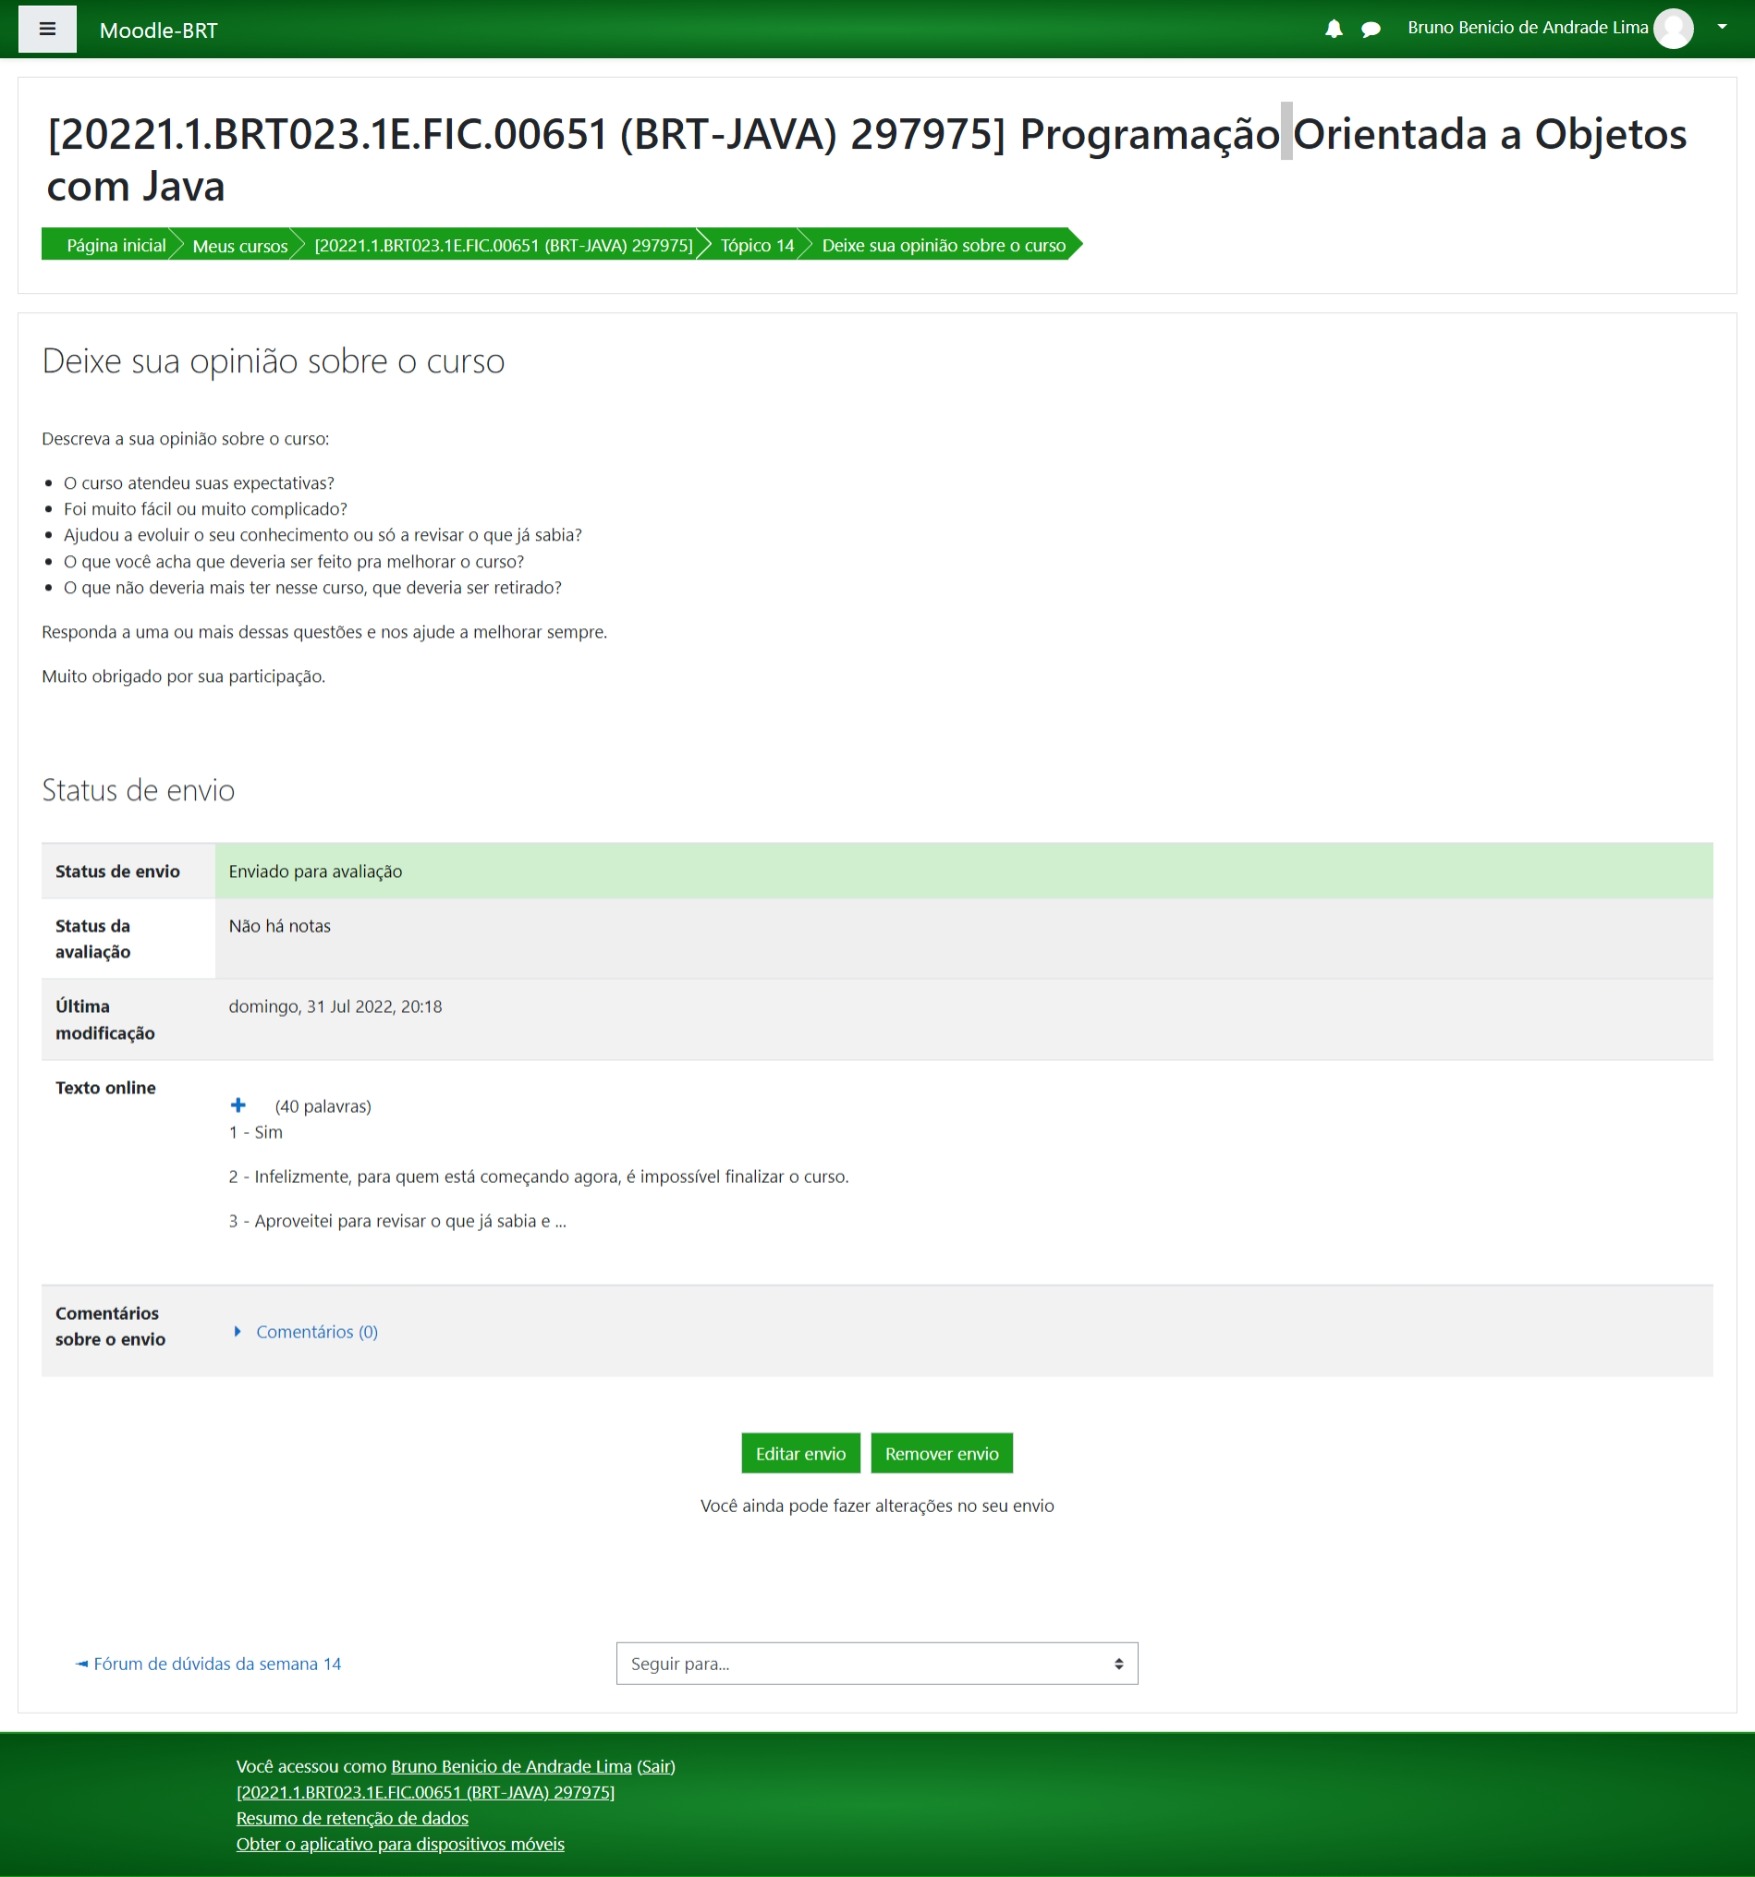 Moodle-BRT
Bruno Benicio de Andrade Lima
[20221.1.BRT023.1E.FIC.00651 (BRT-JAVA) 297975] Programação Orientada a Objetos
com Java
Página inicial
Meus cursos
[20221.1.BRT023.1E.FIC.00651 (BRT-JAVA) 297975]
Tópico 14
Deixe sua opinião sobre o curso
Deixe sua opinião sobre o curso
Descreva a sua opinião sobre o curso:
O curso atendeu suas expectativas?
Foi muito fácil ou muito complicado?
Ajudou a evoluir o seu conhecimento ou só a revisar o que já sabia?
O que você acha que deveria ser feito pra melhorar o curso?
O que não deveria mais ter nesse curso, que deveria ser retirado?
Responda a uma ou mais dessas questões e nos ajude a melhorar sempre.
Muito obrigado por sua participação.
Status de envio
Status de envio
Enviado para avaliação
Status da
avaliação
Não há notas
Última
modificação
domingo, 31 Jul 2022, 20:18
Texto online
(40 palavras)
1 - Sim
2 - Infelizmente, para quem está começando agora, é impossível finalizar o curso.
3 - Aproveitei para revisar o que já sabia e ...
Comentários
sobre o envio
Comentários (0)
Editar envio
Remover envio
Você ainda pode fazer alterações no seu envio
◄ Fórum de dúvidas da semana 14
Seguir para...
Você acessou como Bruno Benicio de Andrade Lima (Sair)
[20221.1.BRT023.1E.FIC.00651 (BRT-JAVA) 297975]
Resumo de retenção de dados
Obter o aplicativo para dispositivos móveis